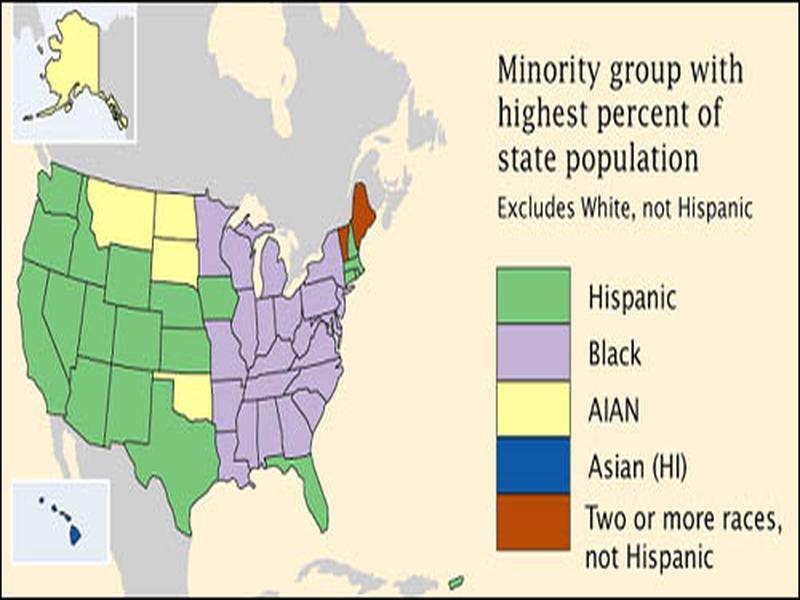 Minority group with
highest percent of
state population
Excludes White, not Hispanic
Hispanic
Black
AIAN
Asian (HI)
Two or more races,
not Hispanic